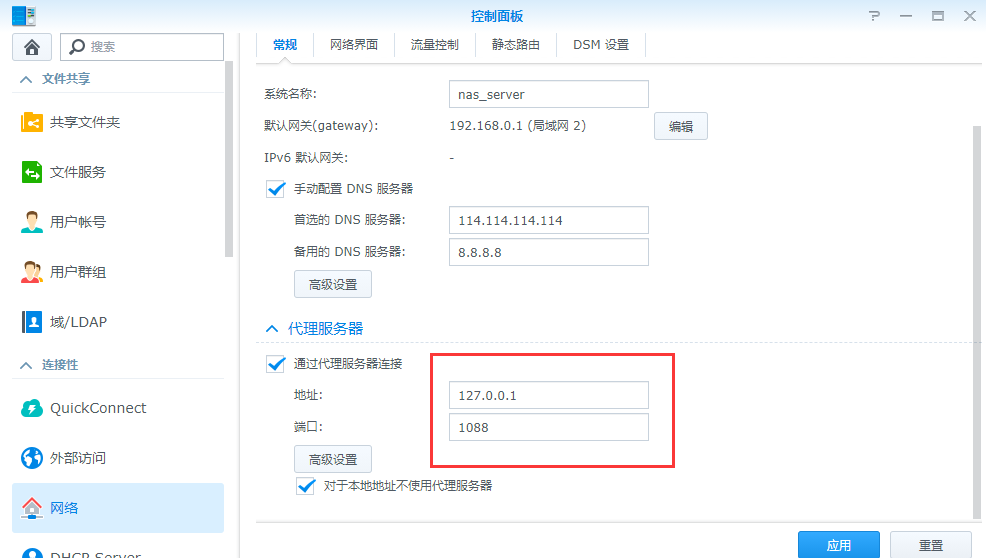 控制面板
搜索
文件共享
共享文件夹
文件服务
用户帐号
用户群组
域/LDAP
连接性
QuickConnect
外部访问
网络
DHCP Server
常规 网络界面 流量控制 静态路由 DSM 设置
系统名称: nas_server
默认网关(gateway): 192.168.0.1 (局域网 2) 编辑
IPv6 默认网关: -
手动配置 DNS 服务器
首选的 DNS 服务器: 114.114.114.114
备用的 DNS 服务器: 8.8.8.8
高级设置
代理服务器
通过代理服务器连接
地址: 127.0.0.1
端口: 1088
高级设置
对于本地地址不使用代理服务器
应用 重置